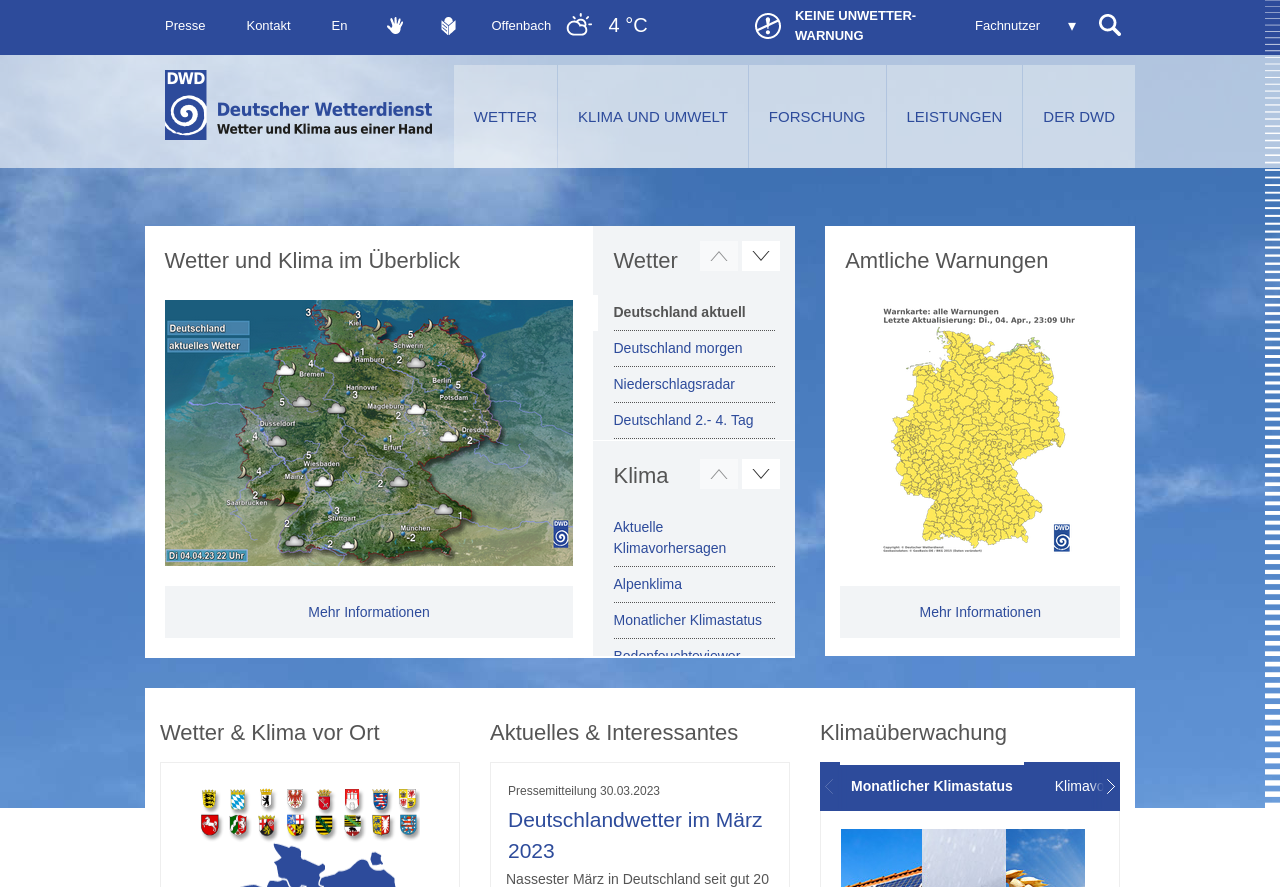 Presse Kontakt En Offenbach 4 °C KEINE UNWETTER-
WARNUNG Fachnutzer ▼
DWD
Deutscher Wetterdienst
Wetter und Klima aus einer Hand
WETTER KLIMA UND UMWELT FORSCHUNG LEISTUNGEN DER DWD
Wetter und Klima im Überblick
Deutschland
aktuelles Wetter
3
Kiel
3
5
Schwerin
1
Hamburg
2
4
Bremen
Berlin
5
Potsdam
Hannover
3
5
Magdeburg
2
Düsseldorf
4
Dresden
2
1
Erfurt
5
Wiesbaden
4
Mainz
2
2
Saarbrücken
3
Stuttgart
2
2
1
München
-2
DWD
Di 04 04 23 22 Uhr
Mehr Informationen
Wetter
Deutschland aktuell
Deutschland morgen
Niederschlagsradar
Deutschland 2.- 4. Tag
Klima
Aktuelle
Klimavorhersagen
Alpenklima
Monatlicher Klimastatus
Bodenfeuchteviewer
Amtliche Warnungen
Warnkarte: alle Warnungen
Letzte Aktualisierung: Di., 04. Apr., 23:09 Uhr
DWD
Mehr Informationen
Wetter & Klima vor Ort
Aktuelles & Interessantes
Pressemitteilung 30.03.2023
Deutschlandwetter im März
2023
Nassester März in Deutschland seit gut 20
Klimaüberwachung
Monatlicher Klimastatus Klimavo